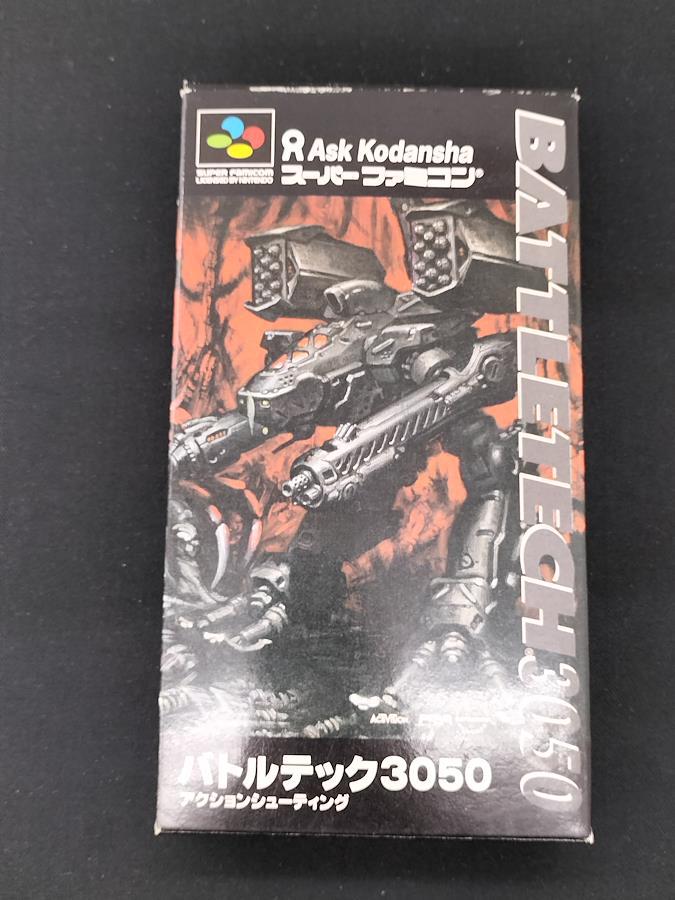 SUPER FAMICOM
LICENSED BY NINTENDO
Ask Kodansha
スーパーファミコン®
BATTLETECH 3050
ACTIVISION
バトルテック3050
アクションシューティング